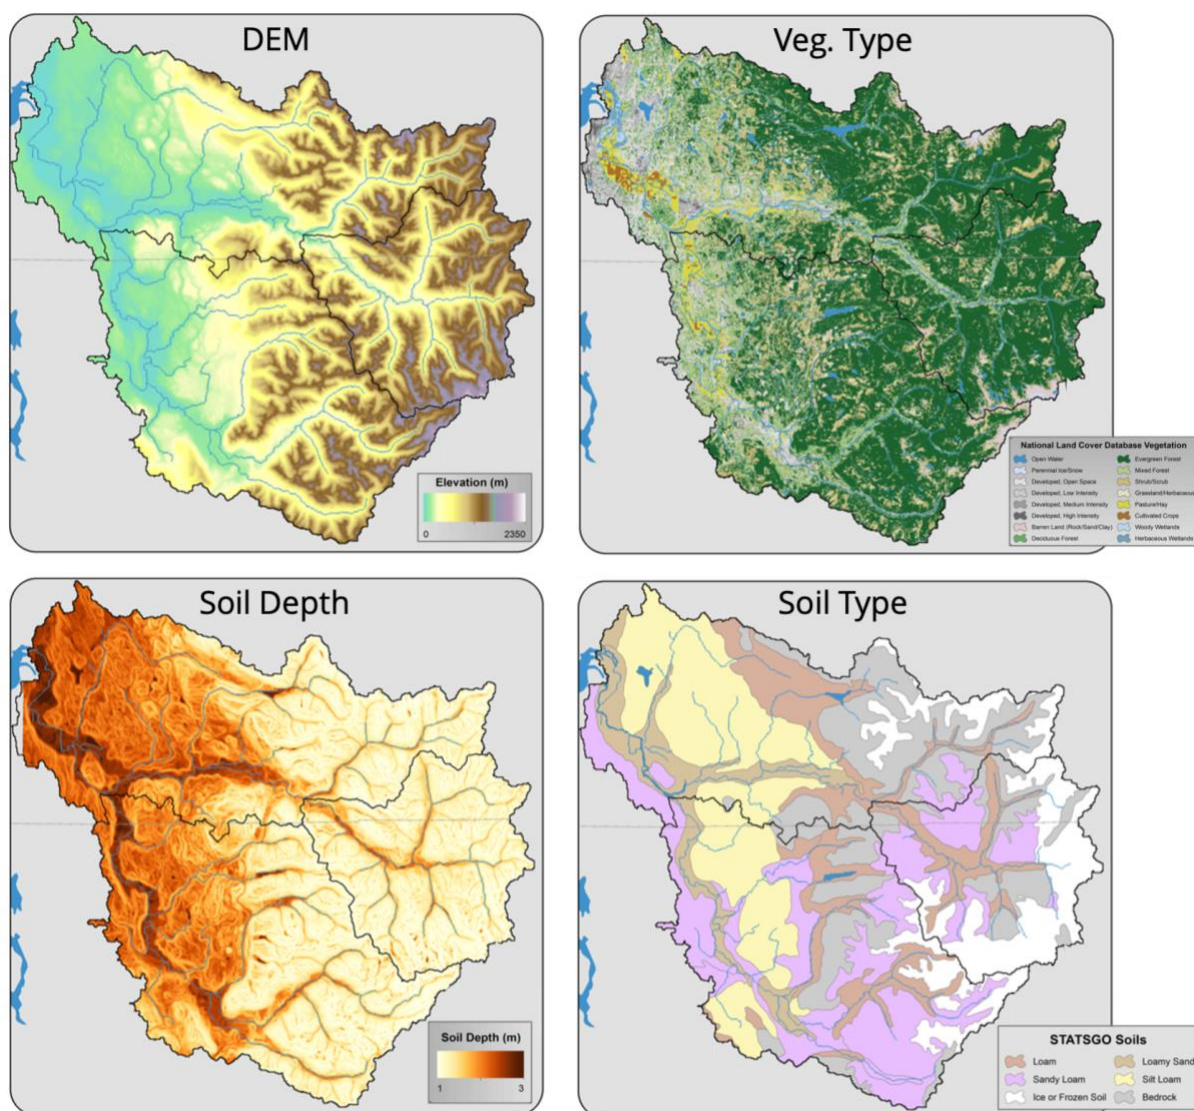 DEM
Veg. Type
Elevation (m)
0 2350
National Land Cover Database Vegetation
Open Water Evergreen Forest
Perennial Ice/Snow Mixed Forest
Developed, Open Space Shrub/Scrub
Developed, Low Intensity Grassland/Herbaceous
Developed, Medium Intensity Pasture/Hay
Developed, High Intensity Cultivated Crops
Barren Land (Rock/Sand/Clay) Woody Wetlands
Deciduous Forest Herbaceous Wetlands
Soil Depth
Soil Type
Soil Depth (m)
1 3
STATSGO Soils
Loam Loamy Sand
Sandy Loam Silt Loam
Ice or Frozen Soil Bedrock